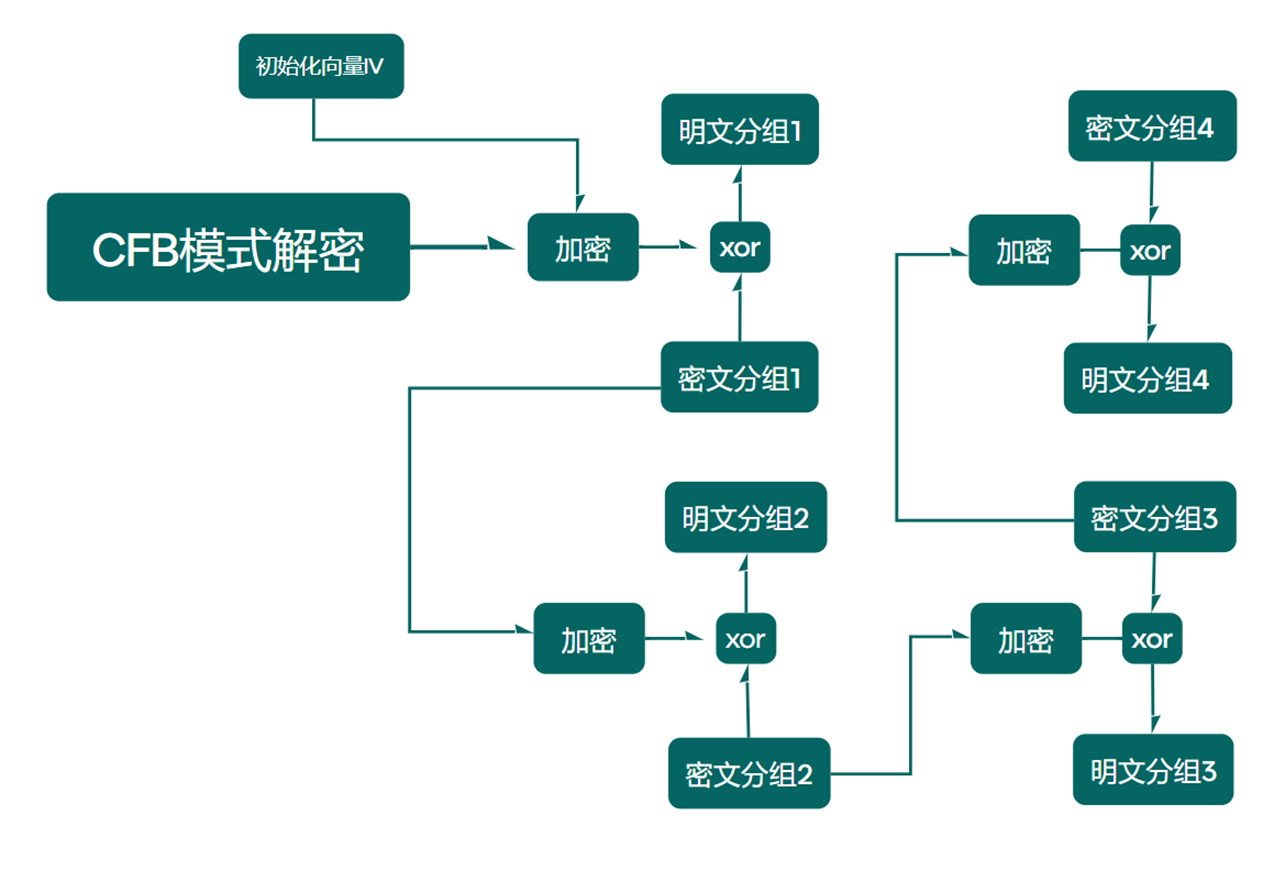 初始化向量IV
CFB模式解密
加密
明文分组1
xor
密文分组1
明文分组2
加密
xor
密文分组2
密文分组4
加密
xor
明文分组4
密文分组3
加密
xor
明文分组3